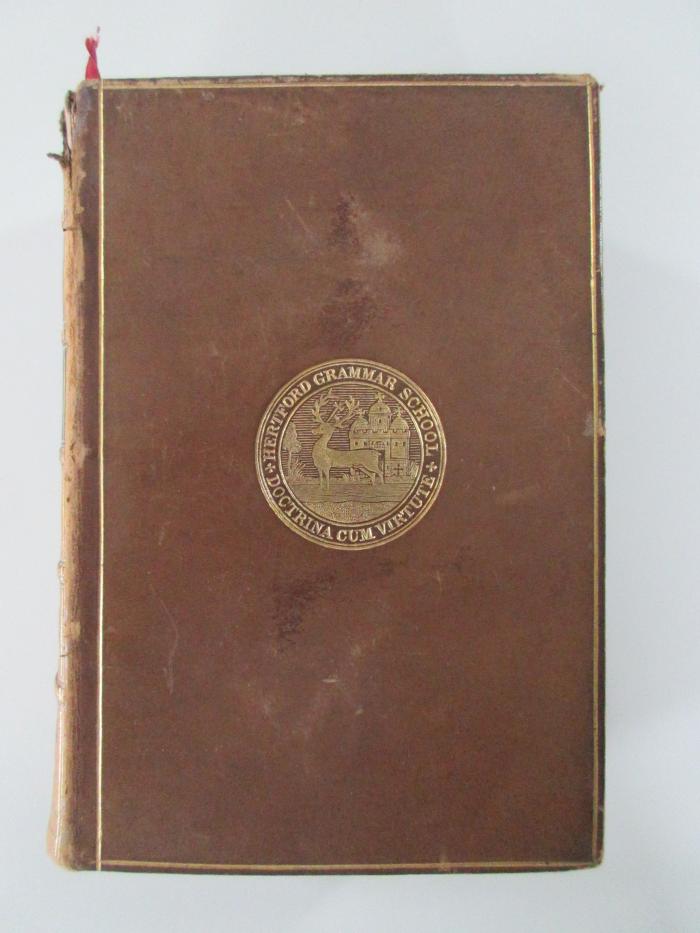 HERTFORD GRAMMAR SCHOOL
DOCTRINA CUM VIRTUTE